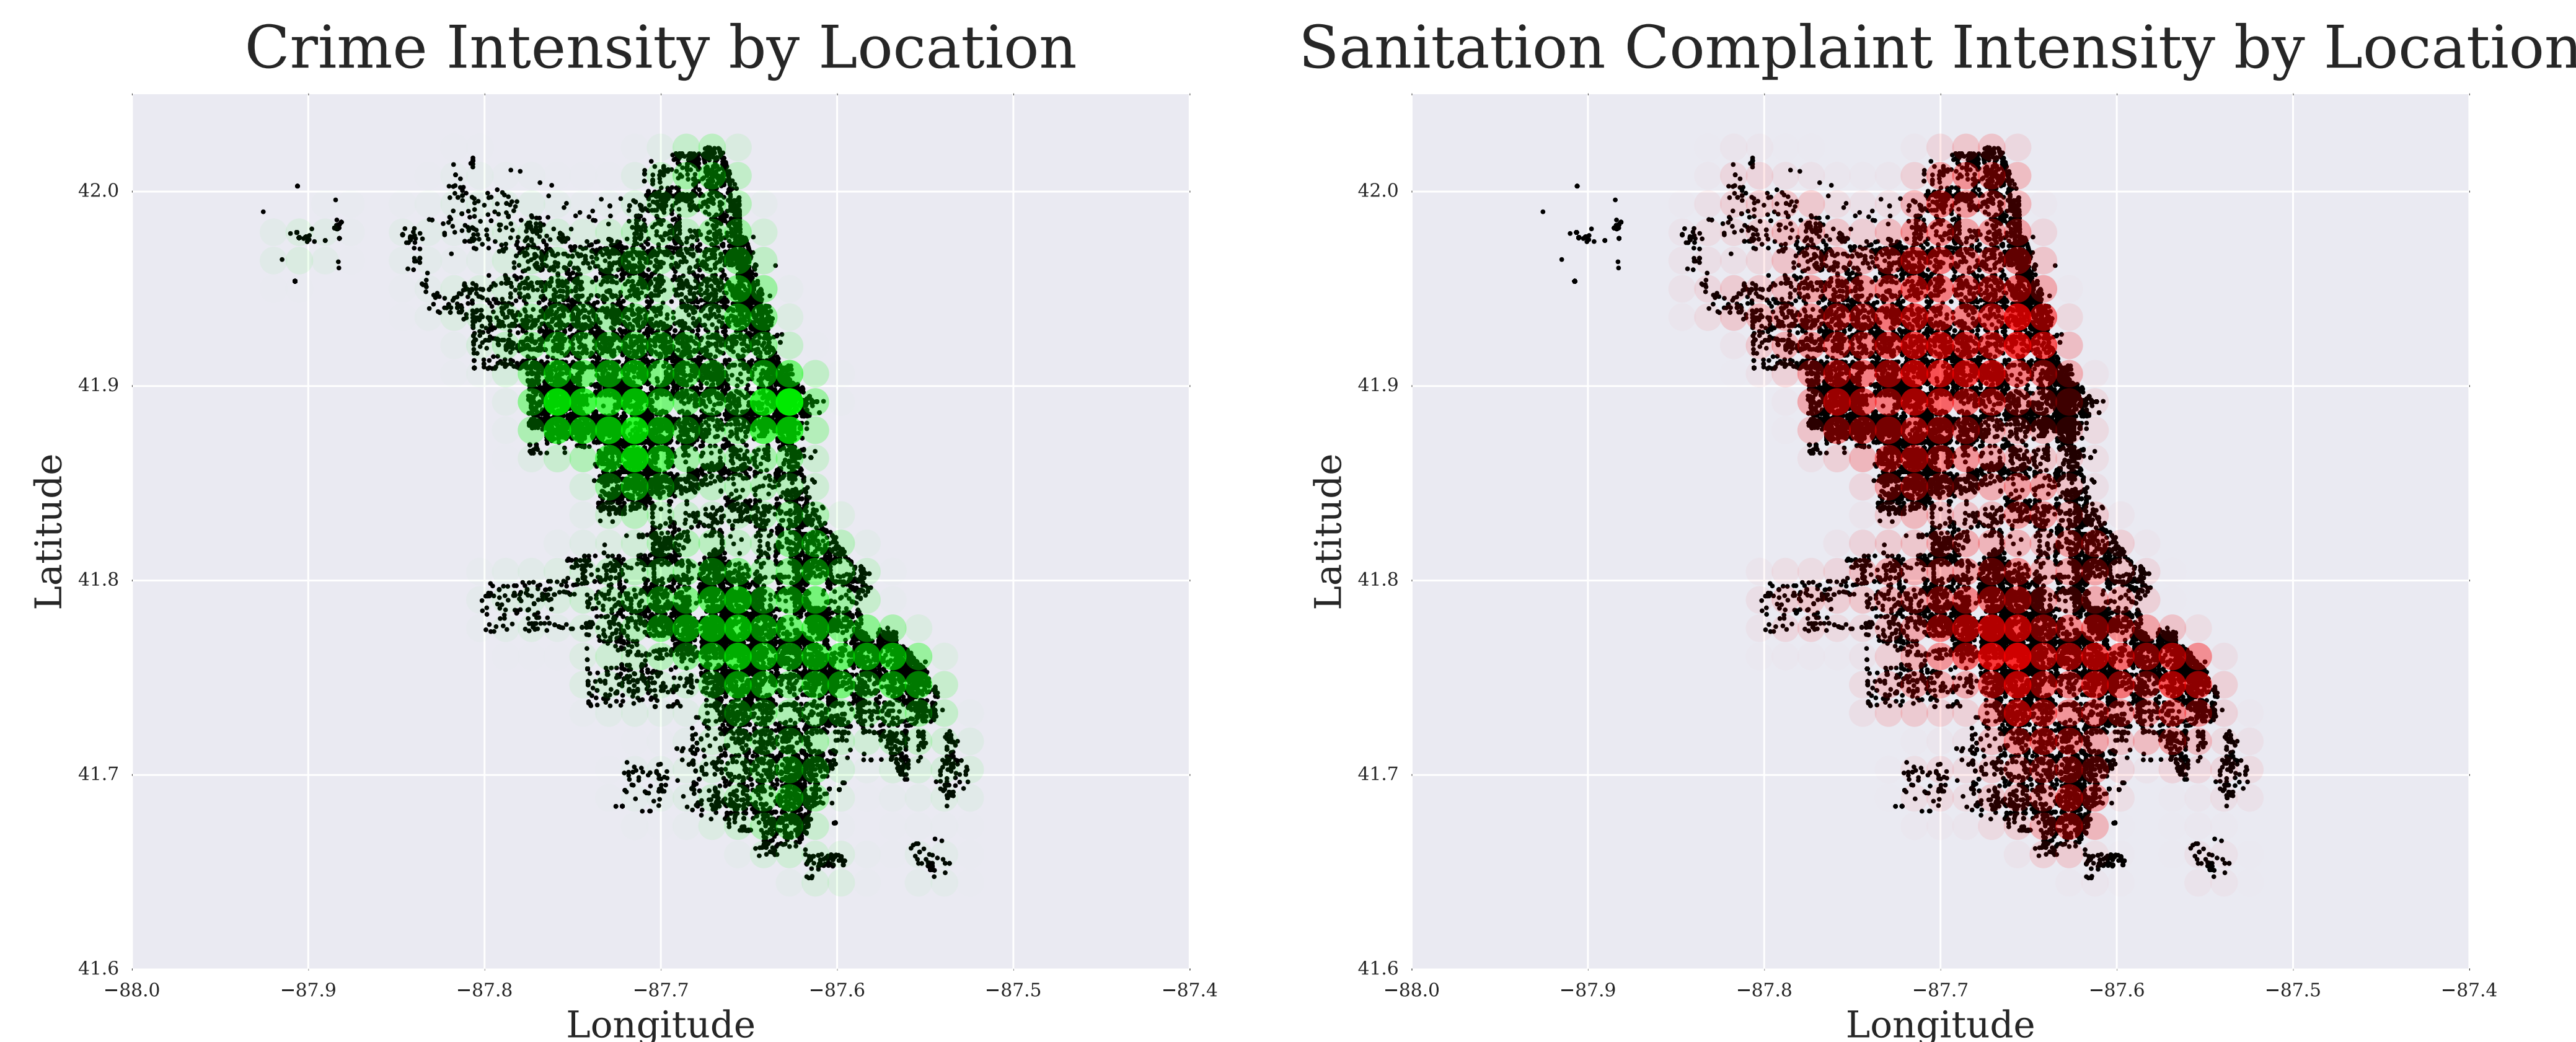 Crime Intensity by Location
Sanitation Complaint Intensity by Location
Latitude
42.0
41.9
41.8
41.7
41.6
−88.0 −87.9 −87.8 −87.7 −87.6 −87.5 −87.4
Longitude
Latitude
42.0
41.9
41.8
41.7
41.6
−88.0 −87.9 −87.8 −87.7 −87.6 −87.5 −87.4
Longitude